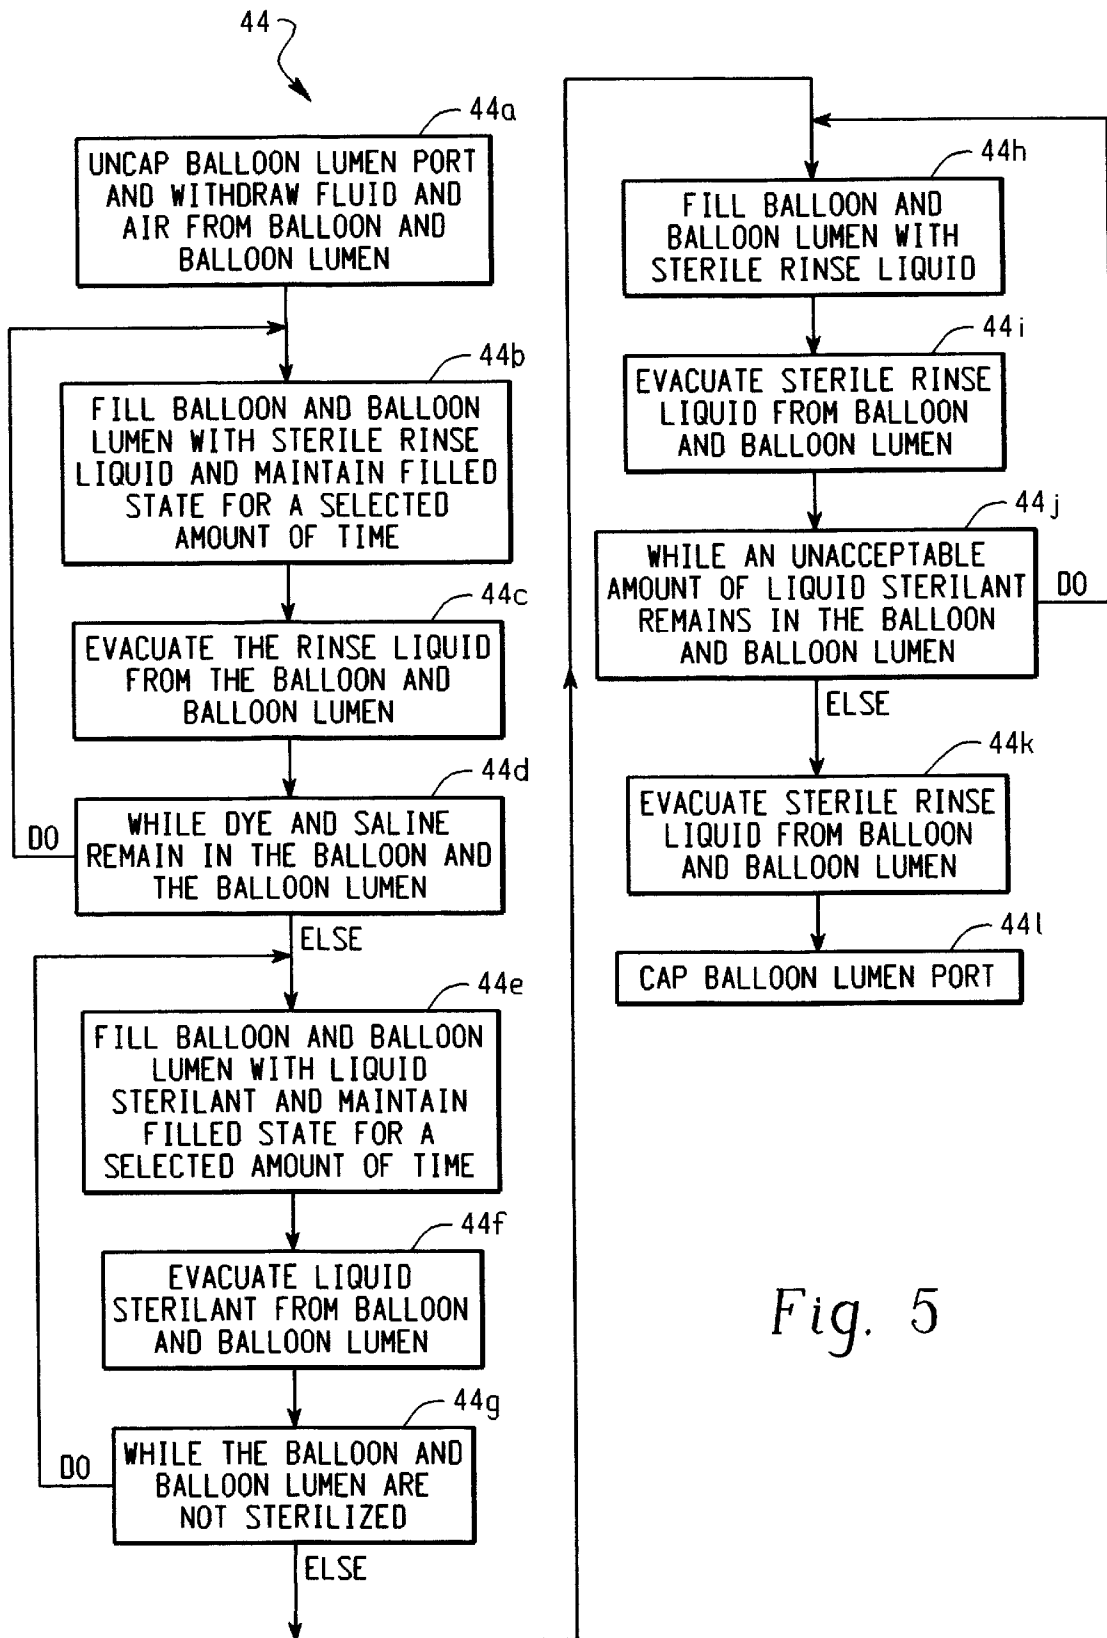 44
44a
UNCAP BALLOON LUMEN PORT
AND WITHDRAW FLUID AND
AIR FROM BALLOON AND
BALLOON LUMEN
44b
FILL BALLOON AND BALLOON
LUMEN WITH STERILE RINSE
LIQUID AND MAINTAIN FILLED
STATE FOR A SELECTED
AMOUNT OF TIME
44c
EVACUATE THE RINSE LIQUID
FROM THE BALLOON AND
BALLOON LUMEN
44d
DO
WHILE DYE AND SALINE
REMAIN IN THE BALLOON AND
THE BALLOON LUMEN
ELSE
44e
FILL BALLOON AND BALLOON
LUMEN WITH LIQUID
STERILANT AND MAINTAIN
FILLED STATE FOR A
SELECTED AMOUNT OF TIME
44f
EVACUATE LIQUID
STERILANT FROM BALLOON
AND BALLOON LUMEN
44g
DO
WHILE THE BALLOON AND
BALLOON LUMEN ARE
NOT STERILIZED
ELSE
44h
FILL BALLOON AND
BALLOON LUMEN WITH
STERILE RINSE LIQUID
44i
EVACUATE STERILE RINSE
LIQUID FROM BALLOON
AND BALLOON LUMEN
44j
WHILE AN UNACCEPTABLE
AMOUNT OF LIQUID STERILANT
REMAINS IN THE BALLOON
AND BALLOON LUMEN
DO
ELSE
44k
EVACUATE STERILE RINSE
LIQUID FROM BALLOON
AND BALLOON LUMEN
44l
CAP BALLOON LUMEN PORT
Fig. 5